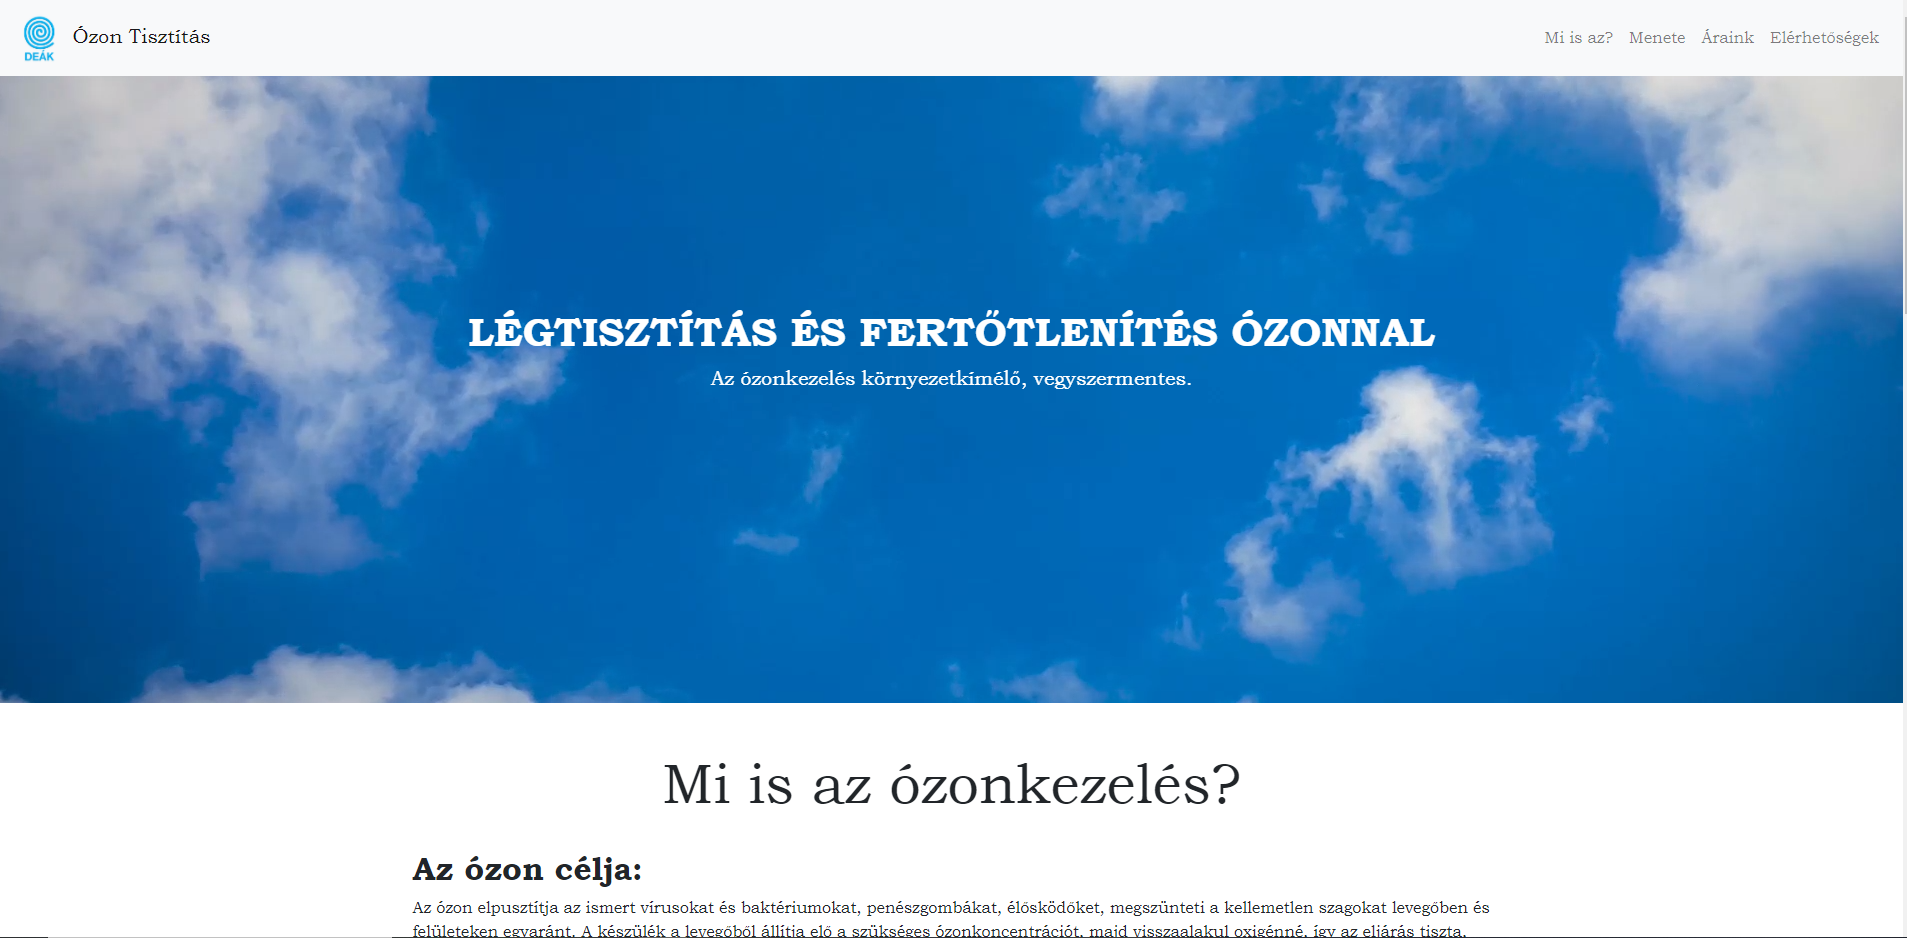 DEÁK
Ózon Tisztítás
Mi is az? Menete Áraink Elérhetőségek
LÉGTISZTÍTÁS ÉS FERTŐTLENÍTÉS ÓZONNAL
Az ózonkezelés környezetkímélő, vegyszermentes.
Mi is az ózonkezelés?
Az ózon célja:
Az ózon elpusztítja az ismert vírusokat és baktériumokat, penészgombákat, élősködőket, megszünteti a kellemetlen szagokat levegőben és
felületeken egyaránt. A készülék a levegőből állítja elő a szükséges ózonkoncentrációt, majd visszaalakul oxigénné, így az eljárás tiszta,